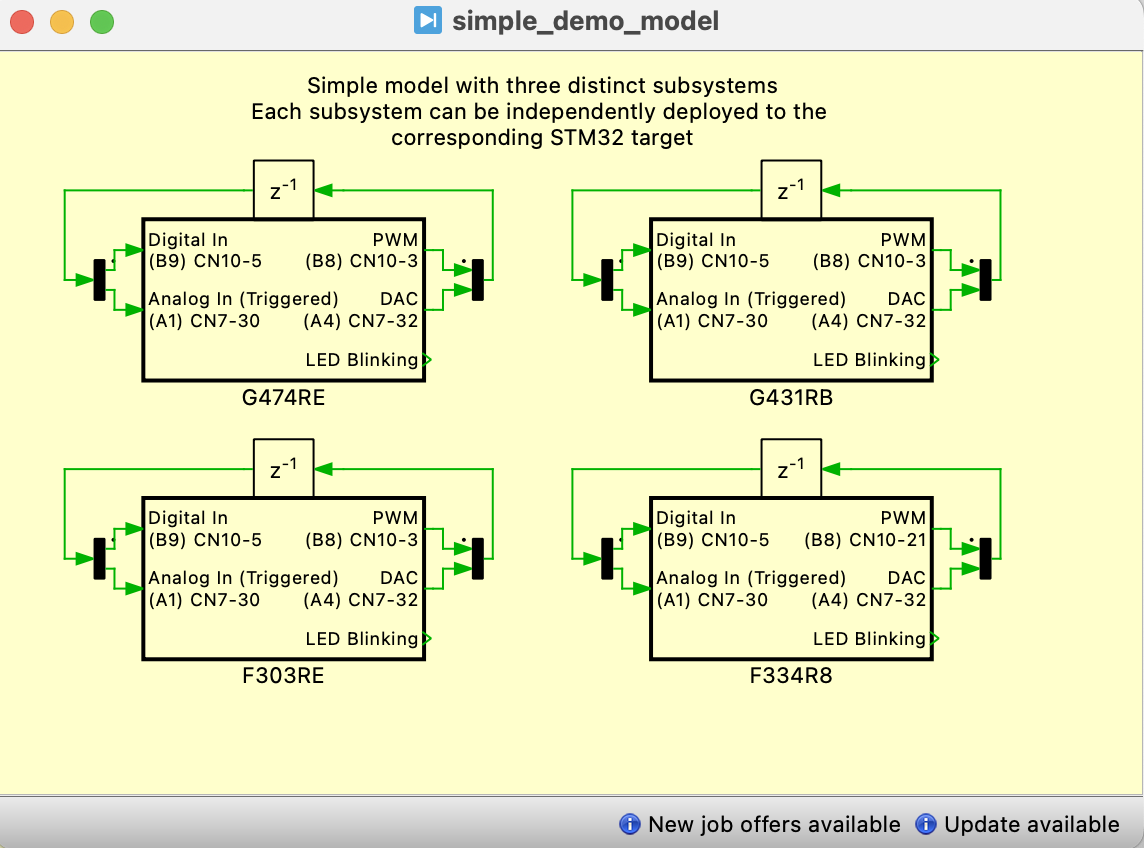 simple_demo_model
Simple model with three distinct subsystems
Each subsystem can be independently deployed to the
corresponding STM32 target
z⁻¹
Digital In PWM
(B9) CN10-5 (B8) CN10-3
Analog In (Triggered) DAC
(A1) CN7-30 (A4) CN7-32
LED Blinking
G474RE
z⁻¹
Digital In PWM
(B9) CN10-5 (B8) CN10-3
Analog In (Triggered) DAC
(A1) CN7-30 (A4) CN7-32
LED Blinking
G431RB
z⁻¹
Digital In PWM
(B9) CN10-5 (B8) CN10-3
Analog In (Triggered) DAC
(A1) CN7-30 (A4) CN7-32
LED Blinking
F303RE
z⁻¹
Digital In PWM
(B9) CN10-5 (B8) CN10-21
Analog In (Triggered) DAC
(A1) CN7-30 (A4) CN7-32
LED Blinking
F334R8
New job offers available Update available